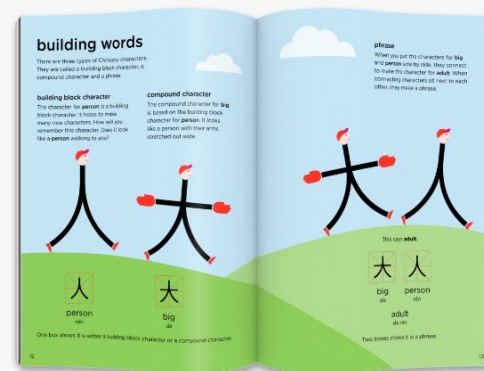 building words
There are three types of Chinese characters.
They are called a building block character, a
compound character and a phrase.
building block character
The character for person is a building
block character. It helps to make
many new characters. How will you
remember this character. Does it look
like a person walking to you?
compound character
The compound character for big
is based on the building block
character for person. It looks
like a person with their arms
stretched out wide.
人
person
rén
大
big
dà
One box shows it is either a building block character or a compound character
12
phrase
When you put the characters for big
and person side by side, they connect
to make the character for adult. When
connecting characters sit next to each
other, they make a phrase.
This says adult.
大 人
big person
dà rén
adult
dà rén
Two boxes shows it is a phrase
13